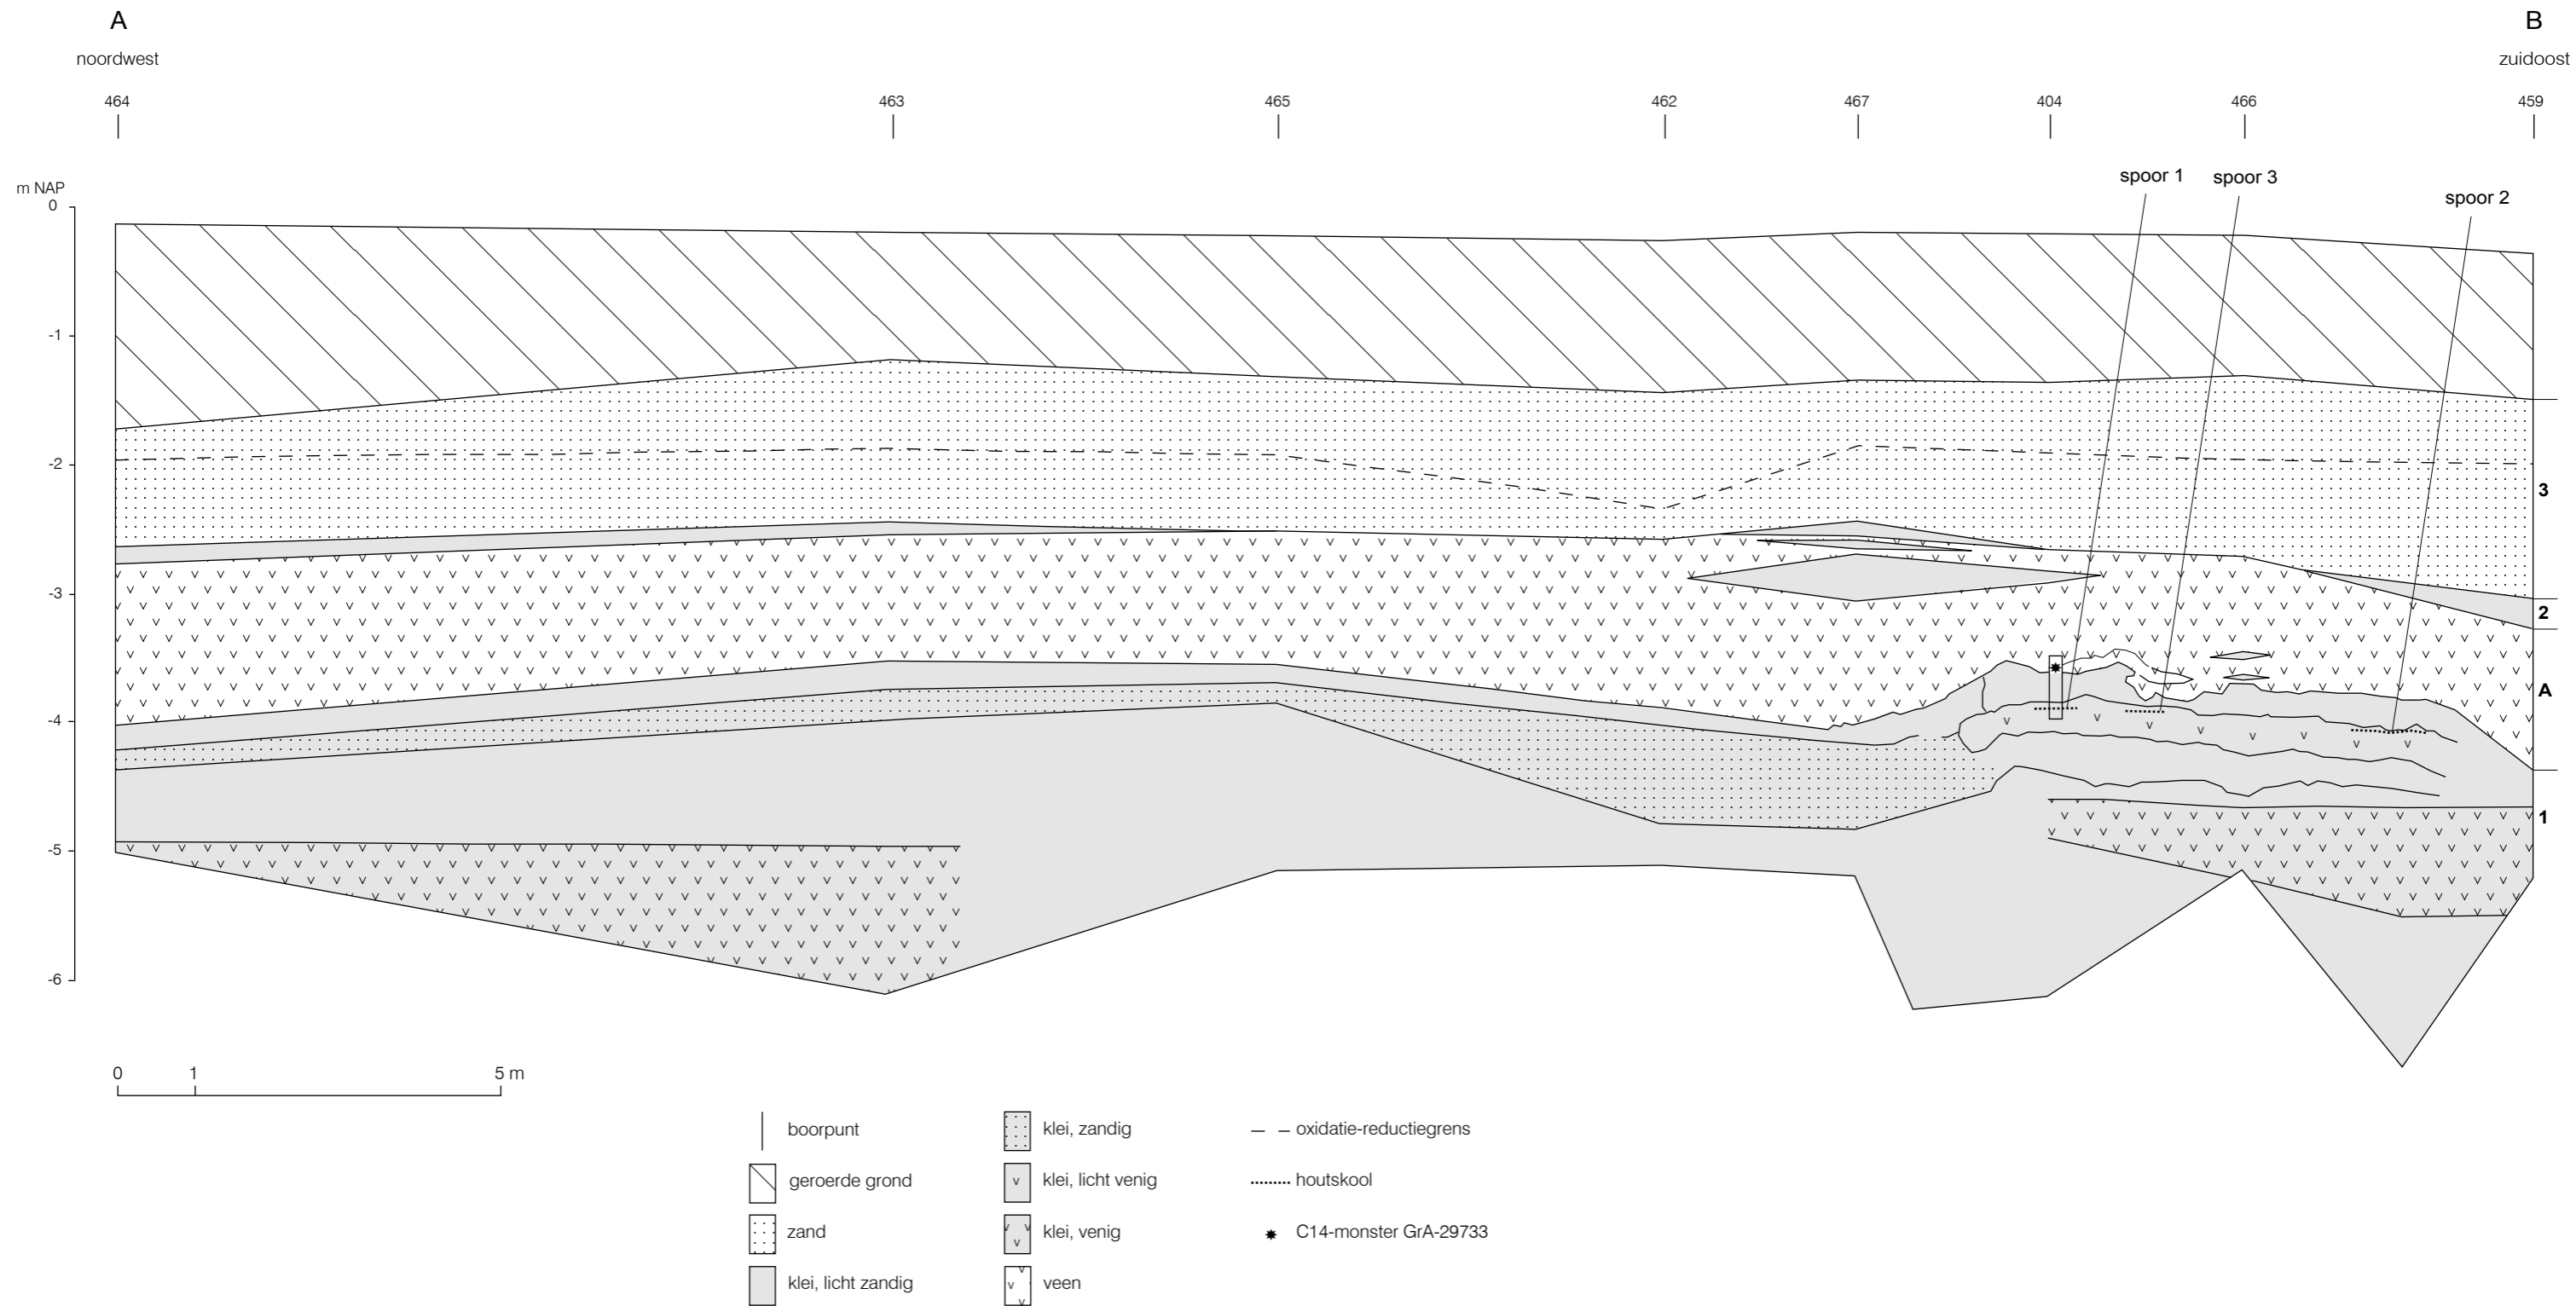 A B
noordwest zuidoost
464 463 465 462 467 404 466 459
spoor 1 spoor 3 spoor 2
m NAP
0
-1
-2
3
-3
2
A
-4
1
-5
-6
0 1 5 m
boorpunt
geroerde grond
zand
klei, licht zandig
klei, zandig
klei, licht venig
klei, venig
veen
oxidatie-reductiegrens
houtskool
C14-monster GrA-29733